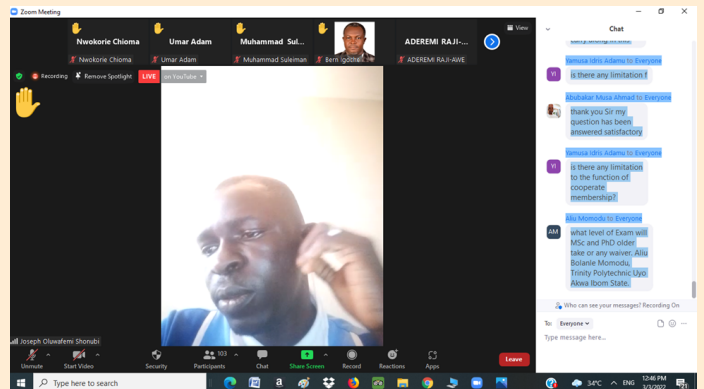 Zoom Meeting
View
Nwokorie Chioma
Umar Adam
Muhammad Sul...
ADEREMI RAJI-...
Nwokorie Chioma
Umar Adam
Muhammad Suleiman
ADEREMI RAJI-AWE
Recording
Remove Spotlight
LIVE
on YouTube
Joseph Oluwafemi Shonubi
Chat
Yamusa Idris Adamu to Everyone
YI
is there any limitation ?
Abubakar Musa Ahmad to Everyone
thank you Sir my
question has been
answered satisfactory
Yamusa Idris Adamu to Everyone
YI
is there any limitation
to the function of
cooperate
membership?
Aliu Momodu to Everyone
AM
what level of Exam will
MSc and PhD older
take or any waiver. Aliu
Bolanle Momodu,
Trinity Polytechnic Uyo
Akwa Ibom State.
Who can see your messages? Recording On
To:
Everyone
Type message here...
Unmute
Start Video
Security
103
Participants
Chat
Share Screen
Record
Reactions
Apps
Leave
Type here to search
34°C
ENG
12:46 PM
3/3/2022